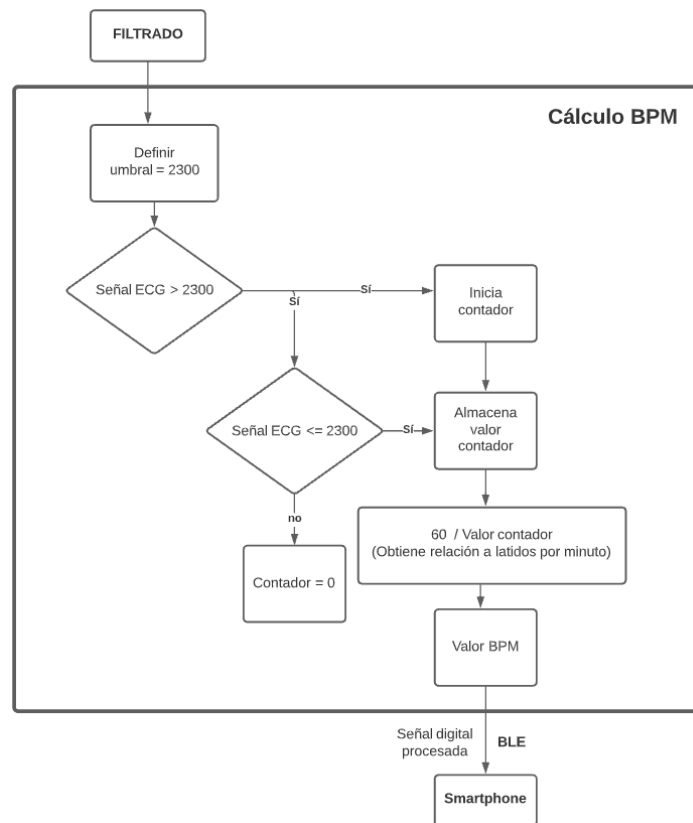 FILTRADO
Cálculo BPM
Definir
umbral = 2300
Señal ECG > 2300
Sí
Sí
Inicia
contador
Señal ECG <= 2300
Sí
Almacena
valor
contador
no
60 / Valor contador
(Obtiene relación a latidos por minuto)
Contador = 0
Valor BPM
Señal digital
procesada
BLE
Smartphone